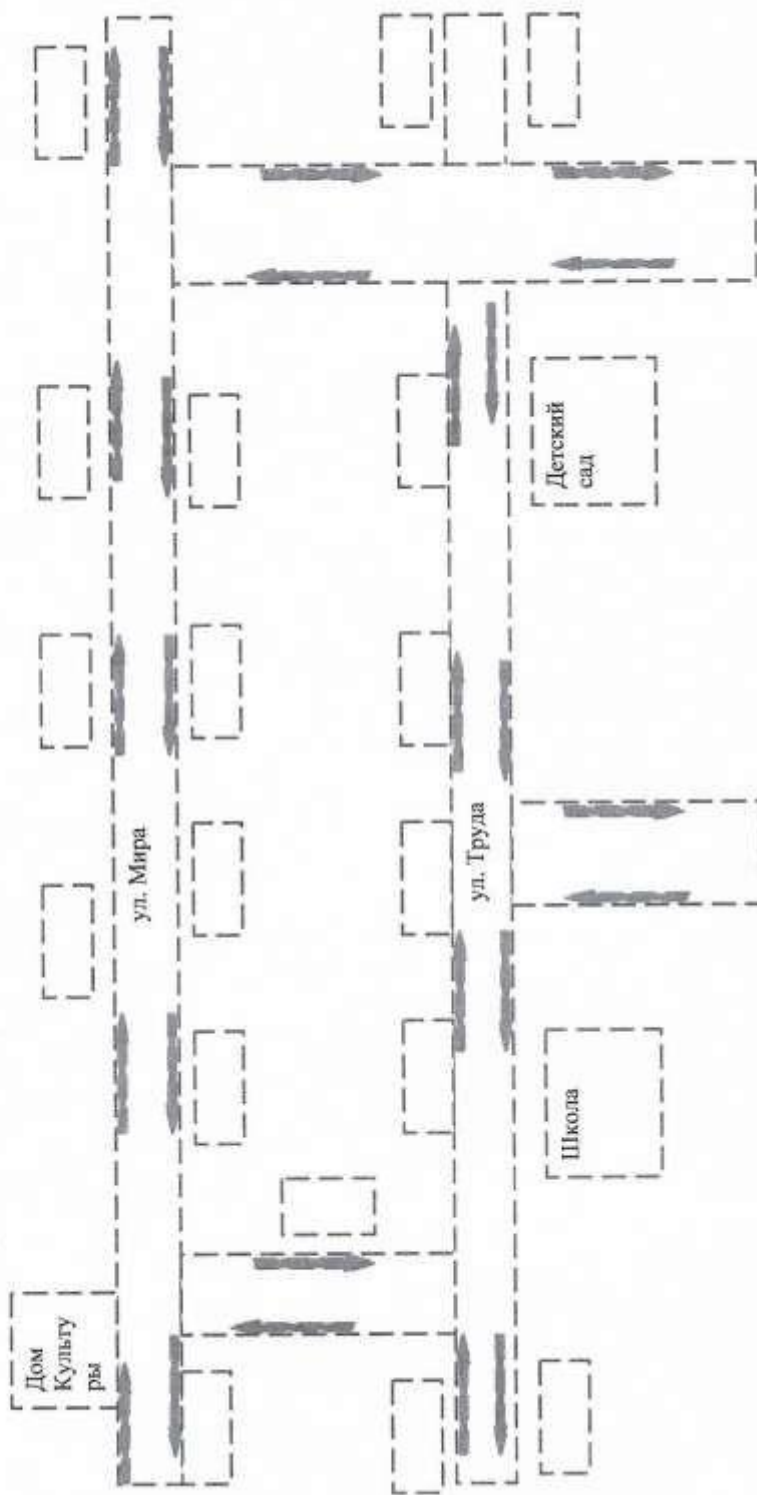 Дом
Культу
ры
ул. Мира
ул. Труда
Школа
Детский
сад